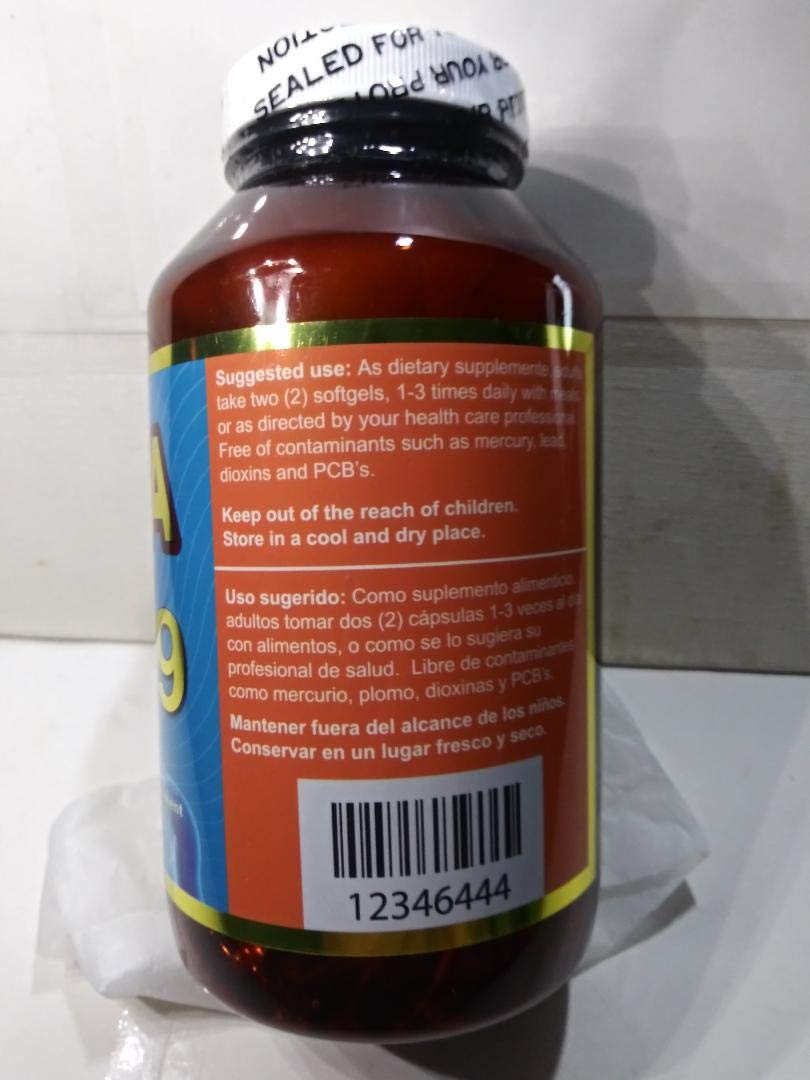 SEALED FOR
YOUR
A
9
Suggested use: As dietary supplemente, adults
take two (2) softgels, 1-3 times daily with meals,
or as directed by your health care professional.
Free of contaminants such as mercury, lead,
dioxins and PCB's.
Keep out of the reach of children.
Store in a cool and dry place.
Uso sugerido: Como suplemento alimenticio,
adultos tomar dos (2) cápsulas 1-3 veces al día
con alimentos, o como se lo sugiera su
profesional de salud. Libre de contaminantes
como mercurio, plomo, dioxinas y PCB's.
Mantener fuera del alcance de los niños.
Conservar en un lugar fresco y seco.
12346444